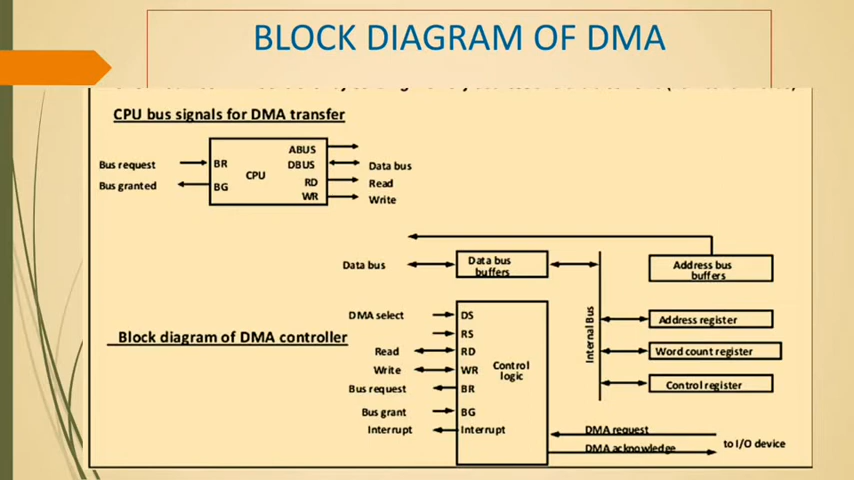 BLOCK DIAGRAM OF DMA
CPU bus signals for DMA transfer
ABUS
Bus request BR DBUS Data bus
CPU
Bus granted BG RD Read
WR Write
Data bus
Data bus
buffers
Address bus
buffers
DMA select DS
RS
Block diagram of DMA controller
Read RD
Write WR
Bus request BR
Bus grant BG
Interrupt Interrupt
Control
logic
Internal Bus
Address register
Word count register
Control register
DMA request
DMA acknowledge
to I/O device